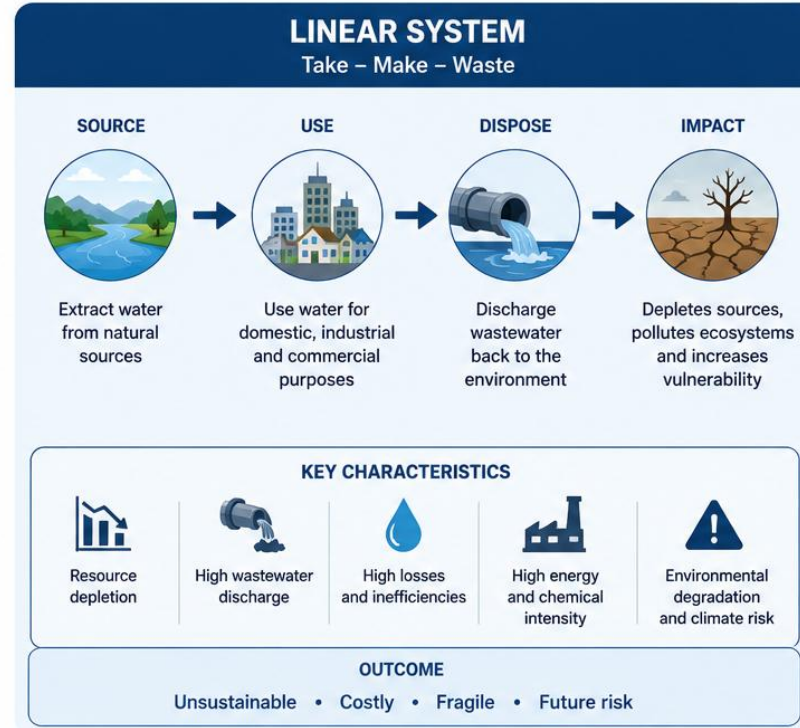 LINEAR SYSTEM
Take – Make – Waste
SOURCE
Extract water
from natural
sources
USE
Use water for
domestic, industrial
and commercial
purposes
DISPOSE
Discharge
wastewater
back to the
environment
IMPACT
Depletes sources,
pollutes ecosystems
and increases
vulnerability
KEY CHARACTERISTICS
Resource
depletion
High wastewater
discharge
High losses
and inefficiencies
High energy
and chemical
intensity
Environmental
degradation
and climate risk
OUTCOME
Unsustainable • Costly • Fragile • Future risk